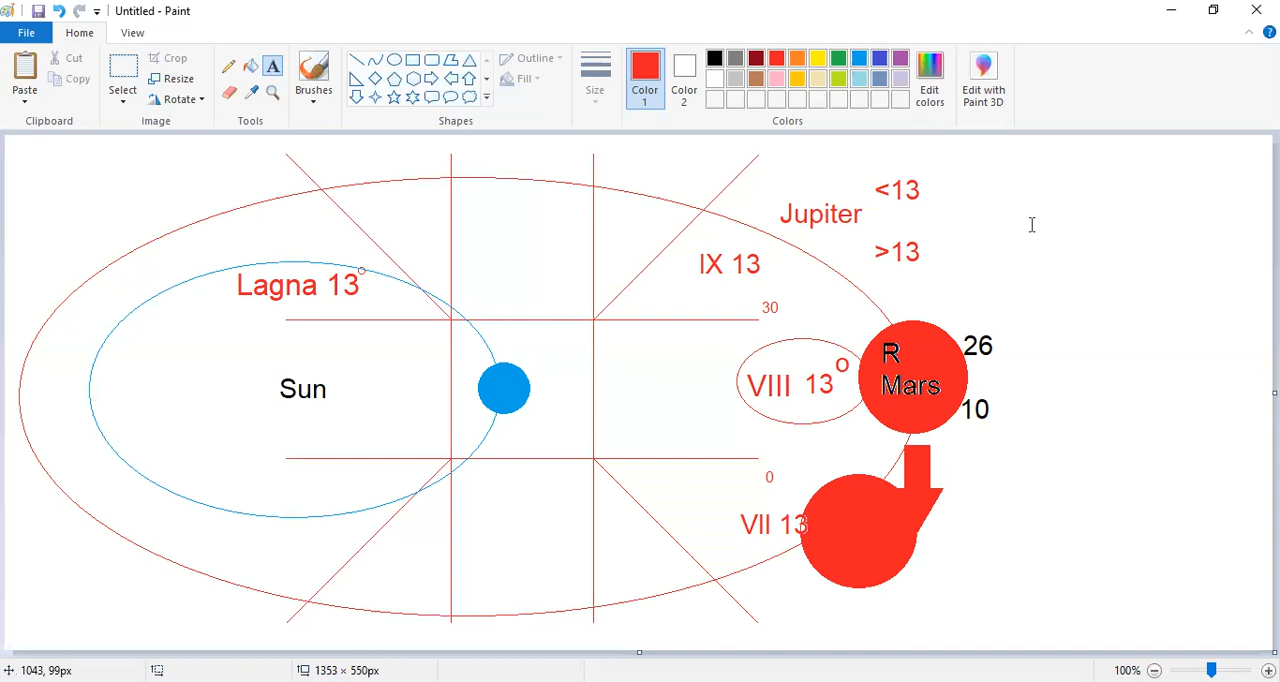 Untitled - Paint
File
Home
View
Paste
Cut
Copy
Clipboard
Select
Crop
Resize
Rotate
Image
A
Tools
Brushes
Shapes
Outline
Fill
Size
Color 1
Color 2
Edit colors
Colors
Edit with Paint 3D
<13
Jupiter
>13
IX 13
Lagna 13°
30
R
Mars
26
10
VIII 13°
Sun
0
VII 13
1043, 99px
1353 × 550px
100%